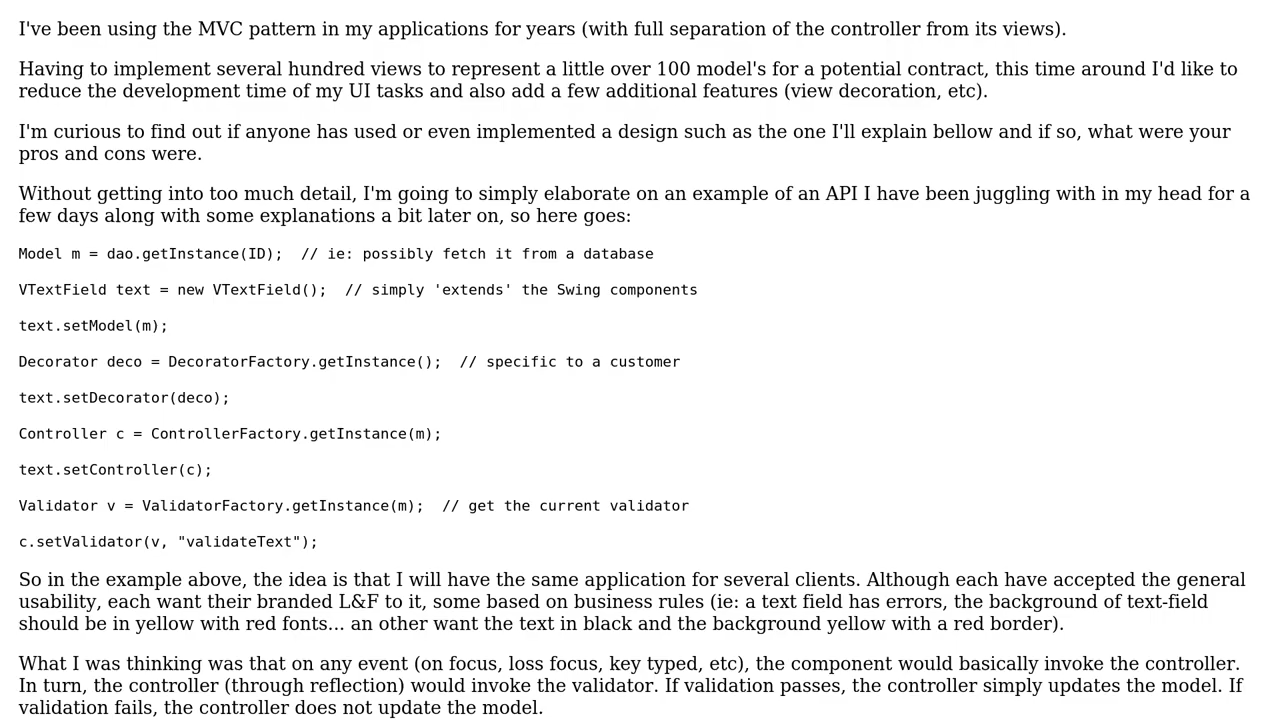 I've been using the MVC pattern in my applications for years (with full separation of the controller from its views).
Having to implement several hundred views to represent a little over 100 model's for a potential contract, this time around I'd like to
reduce the development time of my UI tasks and also add a few additional features (view decoration, etc).
I'm curious to find out if anyone has used or even implemented a design such as the one I'll explain bellow and if so, what were your
pros and cons were.
Without getting into too much detail, I'm going to simply elaborate on an example of an API I have been juggling with in my head for a
few days along with some explanations a bit later on, so here goes:
Model m = dao.getInstance(ID);  // ie: possibly fetch it from a database
VTextField text = new VTextField();  // simply 'extends' the Swing components
text.setModel(m);
Decorator deco = DecoratorFactory.getInstance();  // specific to a customer
text.setDecorator(deco);
Controller c = ControllerFactory.getInstance(m);
text.setController(c);
Validator v = ValidatorFactory.getInstance(m);  // get the current validator
c.setValidator(v, "validateText");
So in the example above, the idea is that I will have the same application for several clients. Although each have accepted the general
usability, each want their branded L&F to it, some based on business rules (ie: a text field has errors, the background of text-field
should be in yellow with red fonts... an other want the text in black and the background yellow with a red border).
What I was thinking was that on any event (on focus, loss focus, key typed, etc), the component would basically invoke the controller.
In turn, the controller (through reflection) would invoke the validator. If validation passes, the controller simply updates the model. If
validation fails, the controller does not update the model.